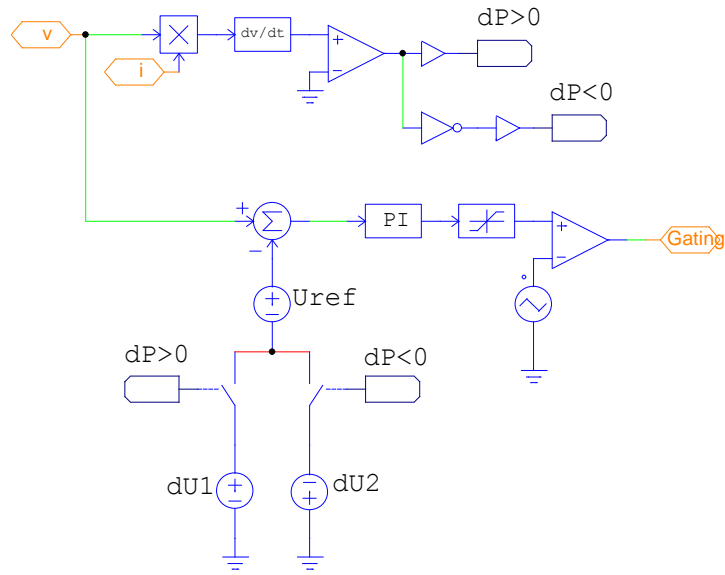 v
i
dv/dt
+
−
dP>0
dP<0
+
Σ
−
PI
+
−
Gating
+
−
Uref
dP>0
dP<0
dU1
+
−
−
+
dU2